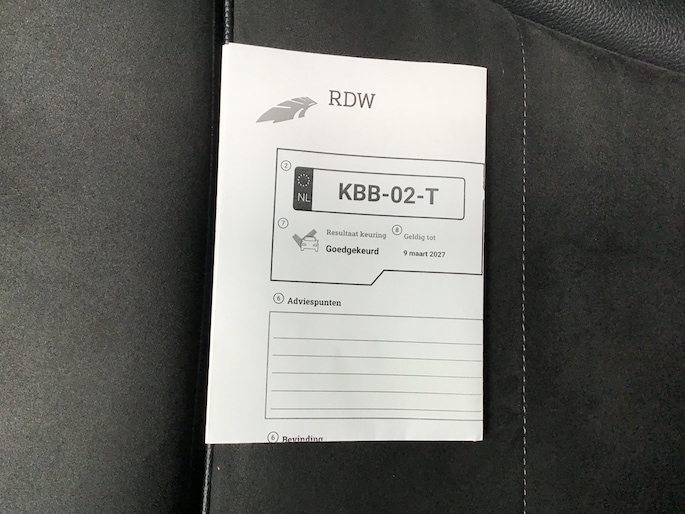 RDW
2
NL KBB-02-T
7 Resultaat keuring 8 Geldig tot
Goedgekeurd 9 maart 2027
6 Adviespunten
6 Bevinding